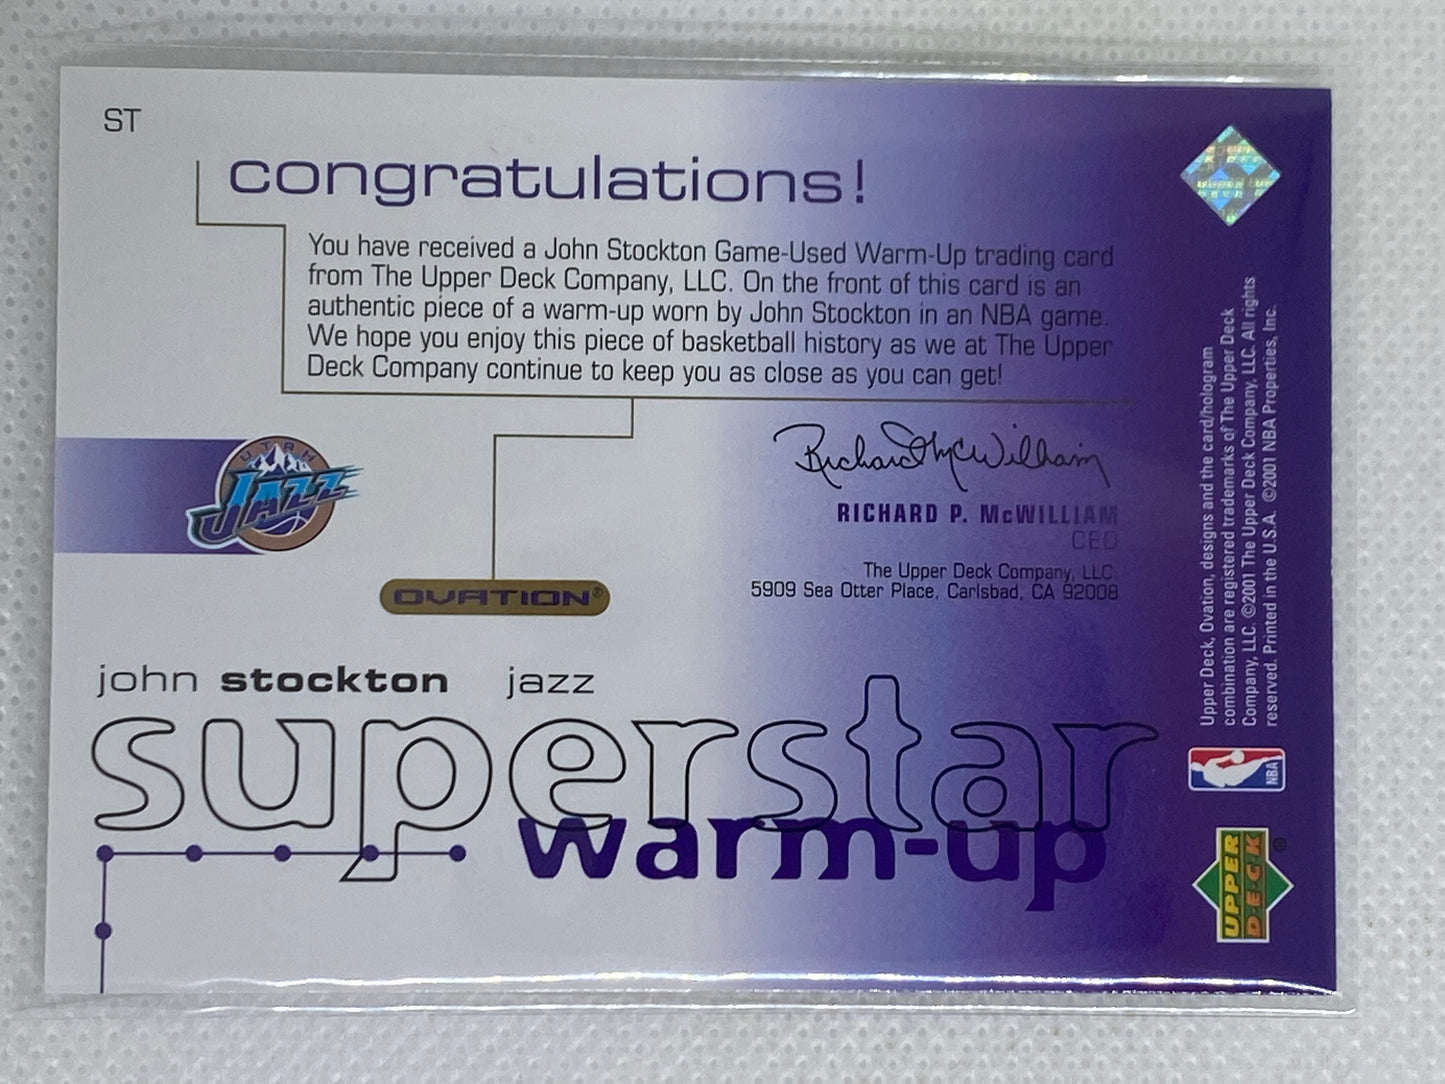 ST
congratulations!
You have received a John Stockton Game-Used Warm-Up trading card
from The Upper Deck Company, LLC. On the front of this card is an
authentic piece of a warm-up worn by John Stockton in an NBA game.
We hope you enjoy this piece of basketball history as we at The Upper
Deck Company continue to keep you as close as you can get!
UTAH
JAZZ
Richard McWilliam
RICHARD P. McWILLIAM
CEO
The Upper Deck Company, LLC.
5909 Sea Otter Place, Carlsbad, CA 92008
OVATION®
john stockton jazz
superstar
warm-up
Upper Deck, Ovation, designs and the card/hologram
combination are registered trademarks of The Upper Deck
Company, LLC. ©2001 The Upper Deck Company, LLC. All rights
reserved. Printed in the U.S.A. ©2001 NBA Properties, Inc.
NBA
UPPER
DECK